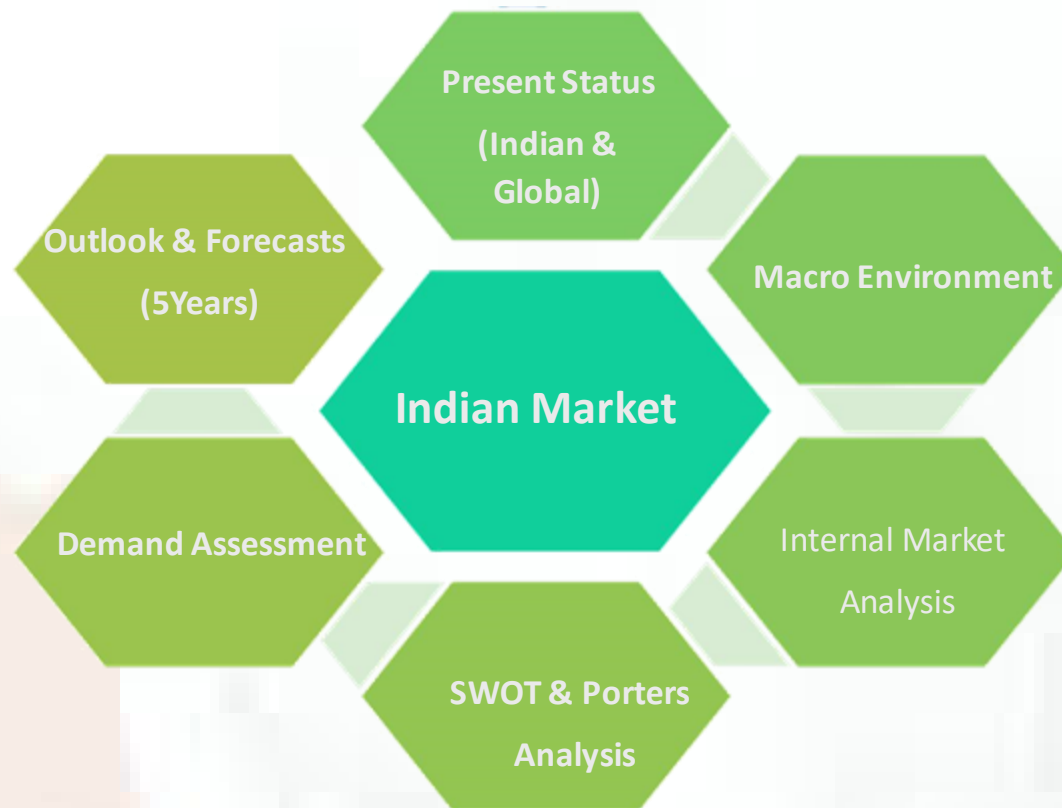 Present Status
(Indian &
Global)
Macro Environment
Internal Market
Analysis
SWOT & Porters
Analysis
Demand Assessment
Outlook & Forecasts
(5Years)
Indian Market